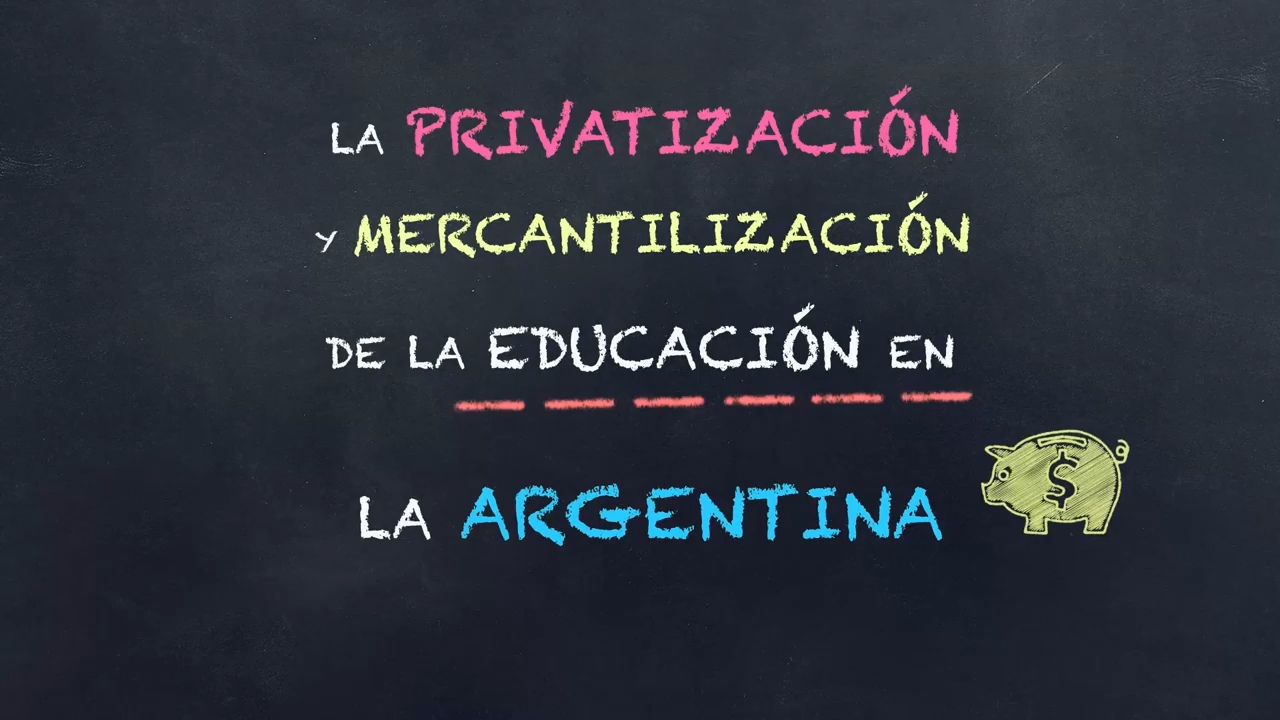 LA PRIVATIZACIÓN
Y MERCANTILIZACIÓN
DE LA EDUCACIÓN EN
LA ARGENTINA
$